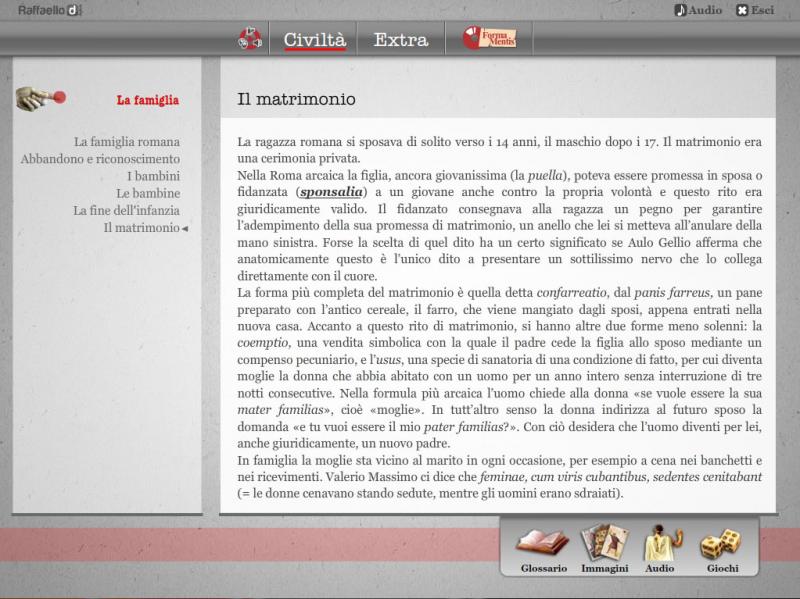 Raffaello d
Audio
Esci
Civiltà
Extra
Forma
Mentis
La famiglia
La famiglia romana
Abbandono e riconoscimento
I bambini
Le bambine
La fine dell'infanzia
Il matrimonio
Il matrimonio
La ragazza romana si sposava di solito verso i 14 anni, il maschio dopo i 17. Il matrimonio era
una cerimonia privata.
Nella Roma arcaica la figlia, ancora giovanissima (la puella), poteva essere promessa in sposa o
fidanzata (sponsalia) a un giovane anche contro la propria volontà e questo rito era
giuridicamente valido. Il fidanzato consegnava alla ragazza un pegno per garantire
l'adempimento della sua promessa di matrimonio, un anello che lei si metteva all'anulare della
mano sinistra. Forse la scelta di quel dito ha un certo significato se Aulo Gellio afferma che
anatomicamente questo è l'unico dito a presentare un sottilissimo nervo che lo collega
direttamente con il cuore.
La forma più completa del matrimonio è quella detta confarreatio, dal panis farreus, un pane
preparato con l'antico cereale, il farro, che viene mangiato dagli sposi, appena entrati nella
nuova casa. Accanto a questo rito di matrimonio, si hanno altre due forme meno solenni: la
coemptio, una vendita simbolica con la quale il padre cede la figlia allo sposo mediante un
compenso pecuniario, e l'usus, una specie di sanatoria di una condizione di fatto, per cui diventa
moglie la donna che abbia abitato con un uomo per un anno intero senza interruzione di tre
notti consecutive. Nella formula più arcaica l'uomo chiede alla donna «se vuole essere la sua
mater familias», cioè «moglie». In tutt'altro senso la donna indirizza al futuro sposo la
domanda «e tu vuoi essere il mio pater familias?». Con ciò desidera che l'uomo diventi per lei,
anche giuridicamente, un nuovo padre.
In famiglia la moglie sta vicino al marito in ogni occasione, per esempio a cena nei banchetti e
nei ricevimenti. Valerio Massimo ci dice che feminae, cum viris cubantibus, sedentes cenitabant
(= le donne cenavano stando sedute, mentre gli uomini erano sdraiati).
Glossario
Immagini
Audio
Giochi